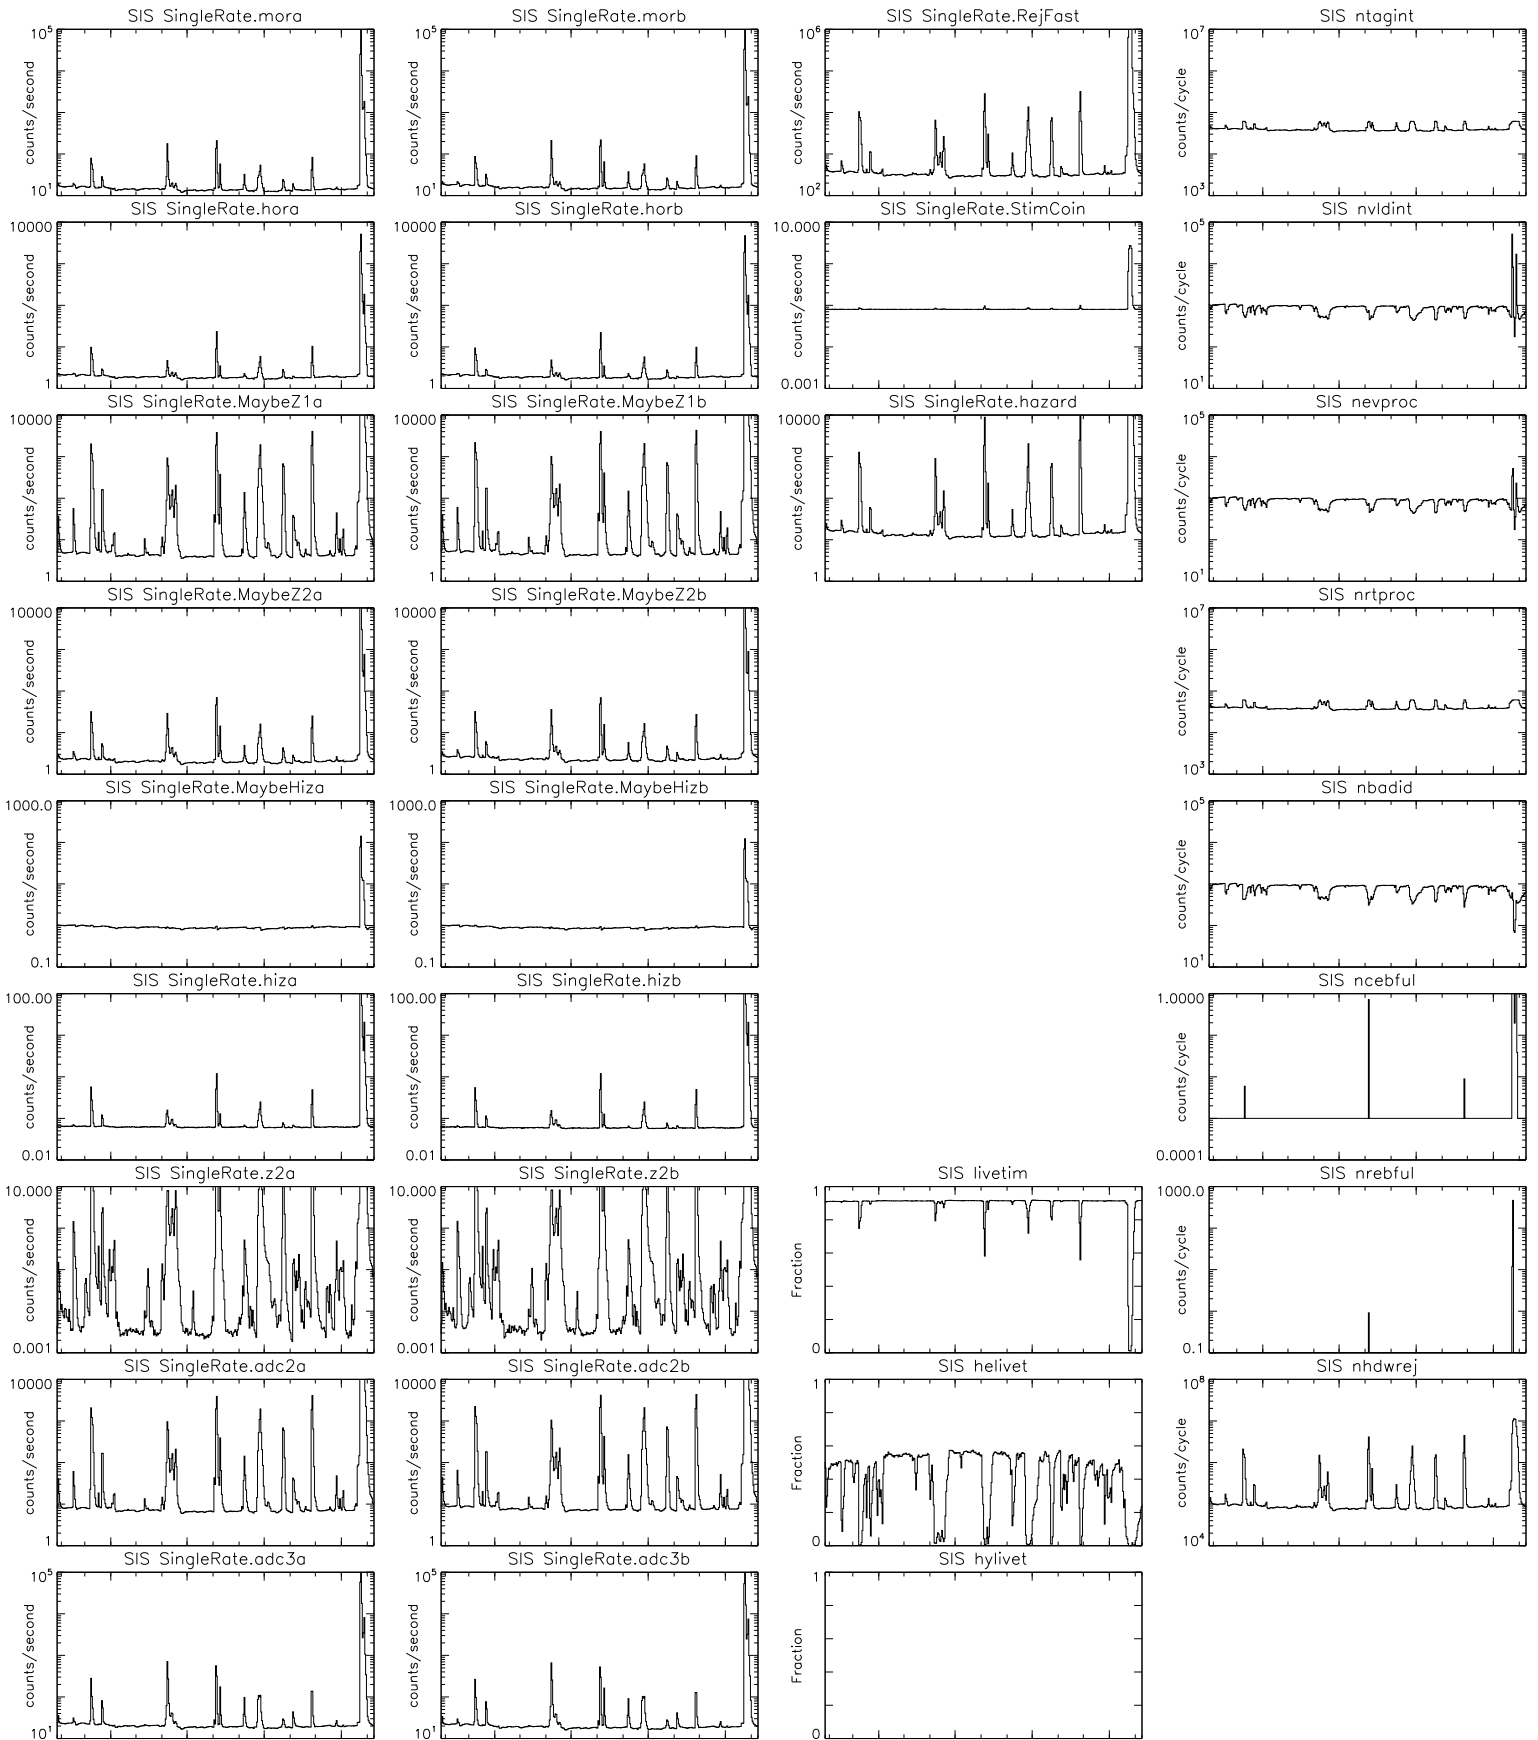 SIS SingleRate.mora SIS SingleRate.morb SIS SingleRate.RejFast SIS ntagint
10^5 10^5 10^6 10^7
counts/second counts/second counts/second counts/cycle
10^1 10^1 10^2 10^3
SIS SingleRate.hora SIS SingleRate.horb SIS SingleRate.StimCoin SIS nvldint
10000 10000 10.000 10^5
counts/second counts/second counts/second counts/cycle
1 1 0.001 10^1
SIS SingleRate.MaybeZ1a SIS SingleRate.MaybeZ1b SIS SingleRate.hazard SIS nevproc
10000 10000 10000 10^5
counts/second counts/second counts/second counts/cycle
1 1 1 10^1
SIS SingleRate.MaybeZ2a SIS SingleRate.MaybeZ2b SIS nrtproc
10000 10000 10^7
counts/second counts/second counts/cycle
1 1 10^3
SIS SingleRate.MaybeHiza SIS SingleRate.MaybeHizb SIS nbadid
1000.0 1000.0 10^5
counts/second counts/second counts/cycle
0.1 0.1 10^1
SIS SingleRate.hiza SIS SingleRate.hizb SIS ncebful
100.00 100.00 1.0000
counts/second counts/second counts/cycle
0.01 0.01 0.0001
SIS SingleRate.z2a SIS SingleRate.z2b SIS livetim SIS nrebful
10.000 10.000 1 1000.0
counts/second counts/second Fraction counts/cycle
0.001 0.001 0 0.1
SIS SingleRate.adc2a SIS SingleRate.adc2b SIS helivet SIS nhdwrej
10000 10000 1 10^8
counts/second counts/second Fraction counts/cycle
1 1 0 10^4
SIS SingleRate.adc3a SIS SingleRate.adc3b SIS hylivet
10^5 10^5 1
counts/second counts/second Fraction
10^1 10^1 0